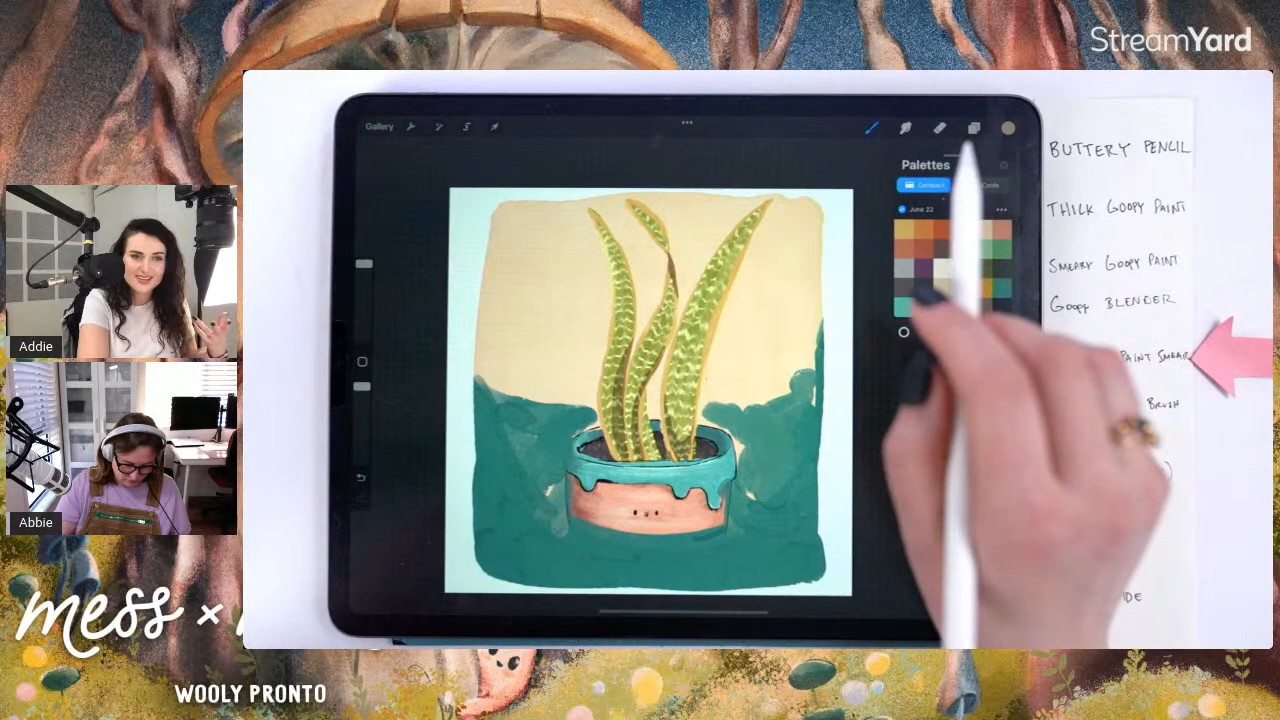 StreamYard
Gallery
Palettes
Compact
Cards
June 22
BUTTERY PENCIL
THICK GOOPY PAINT
SMEARY GOOPY PAINT
GOOPY BLENDER
PAINT SMEAR
BRUSH
Addie
Abbie
mess ×
WOOLY PRONTO